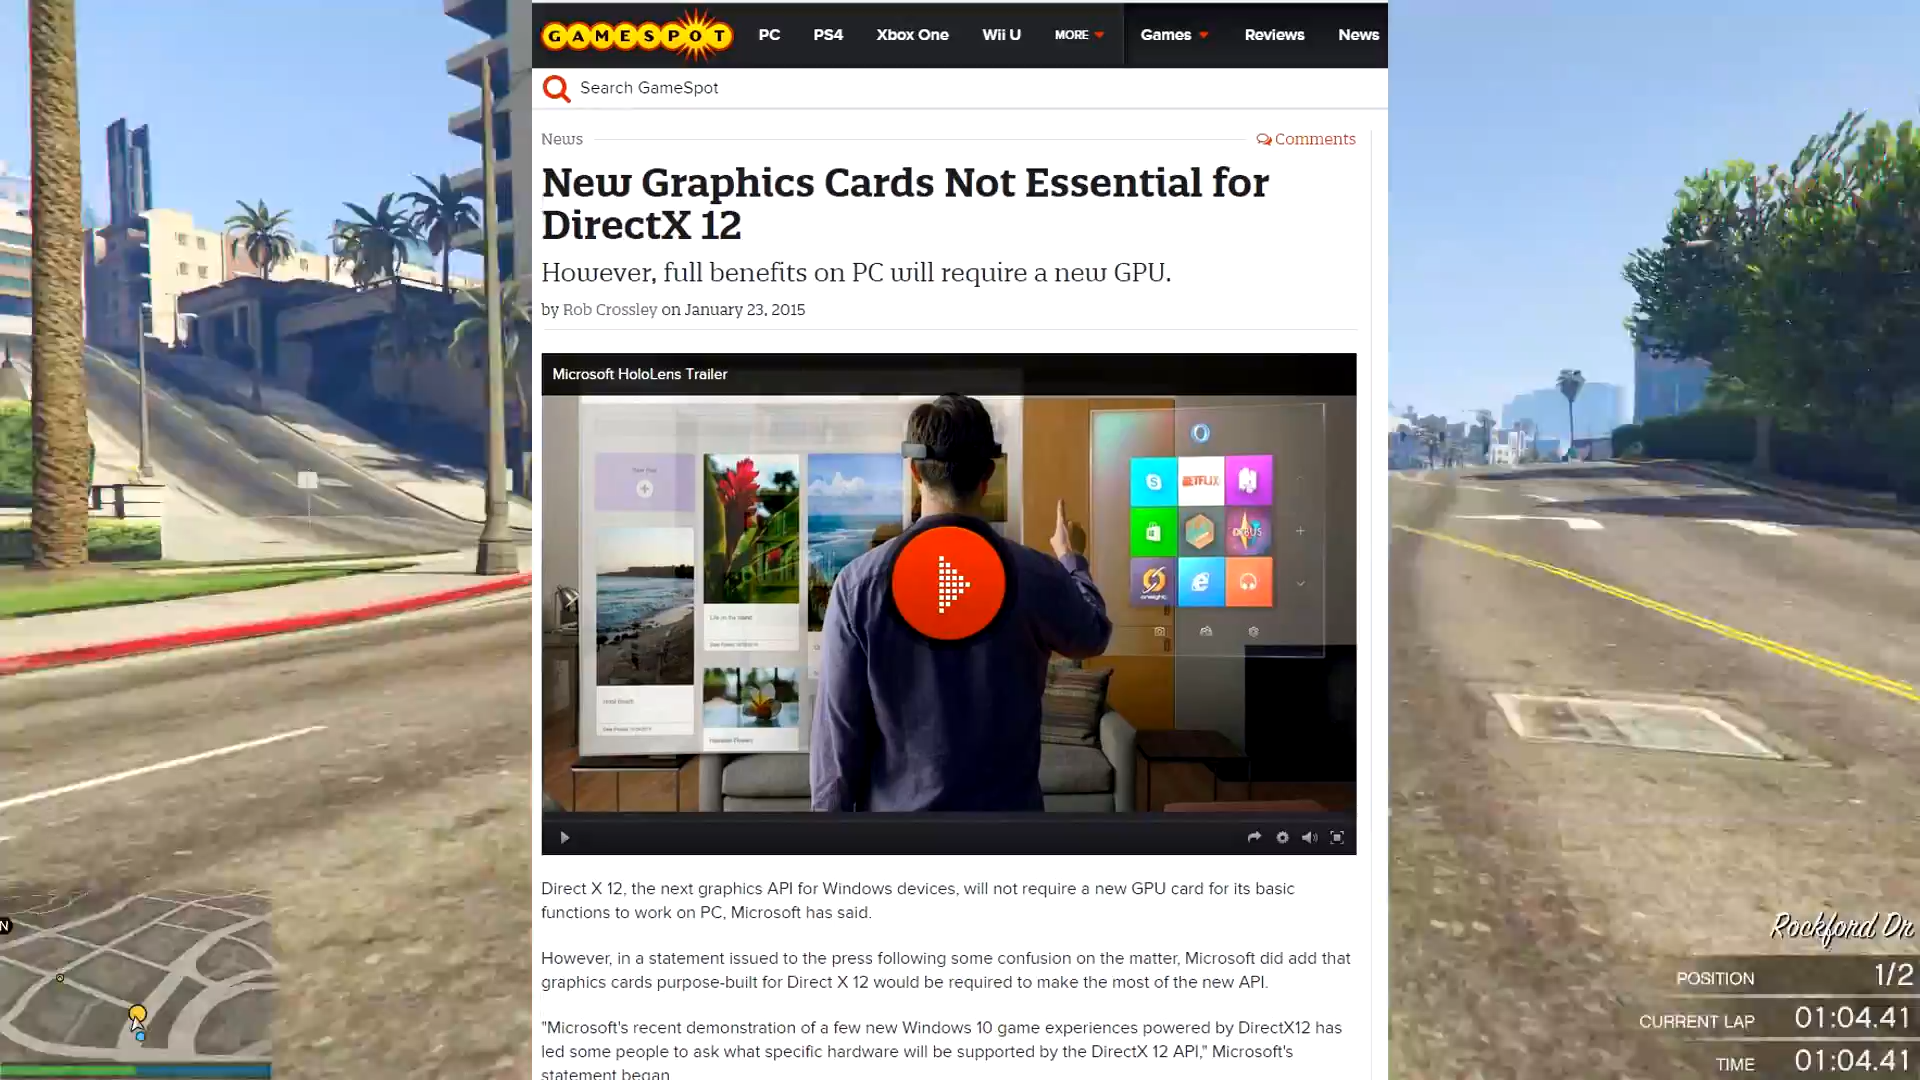 GAMESPOT
PC PS4 Xbox One Wii U MORE Games Reviews News
Search GameSpot
News Comments
New Graphics Cards Not Essential for
DirectX 12
However, full benefits on PC will require a new GPU.
by Rob Crossley on January 23, 2015
Microsoft HoloLens Trailer
NETFLIX
Direct X 12, the next graphics API for Windows devices, will not require a new GPU card for its basic
functions to work on PC, Microsoft has said.
However, in a statement issued to the press following some confusion on the matter, Microsoft did add that
graphics cards purpose-built for Direct X 12 would be required to make the most of the new API.
"Microsoft's recent demonstration of a few new Windows 10 game experiences powered by DirectX12 has
led some people to ask what specific hardware will be supported by the DirectX 12 API," Microsoft's
statement began
N
Rockford Dr
POSITION 1/2
CURRENT LAP 01:04.41
TIME 01:04.41